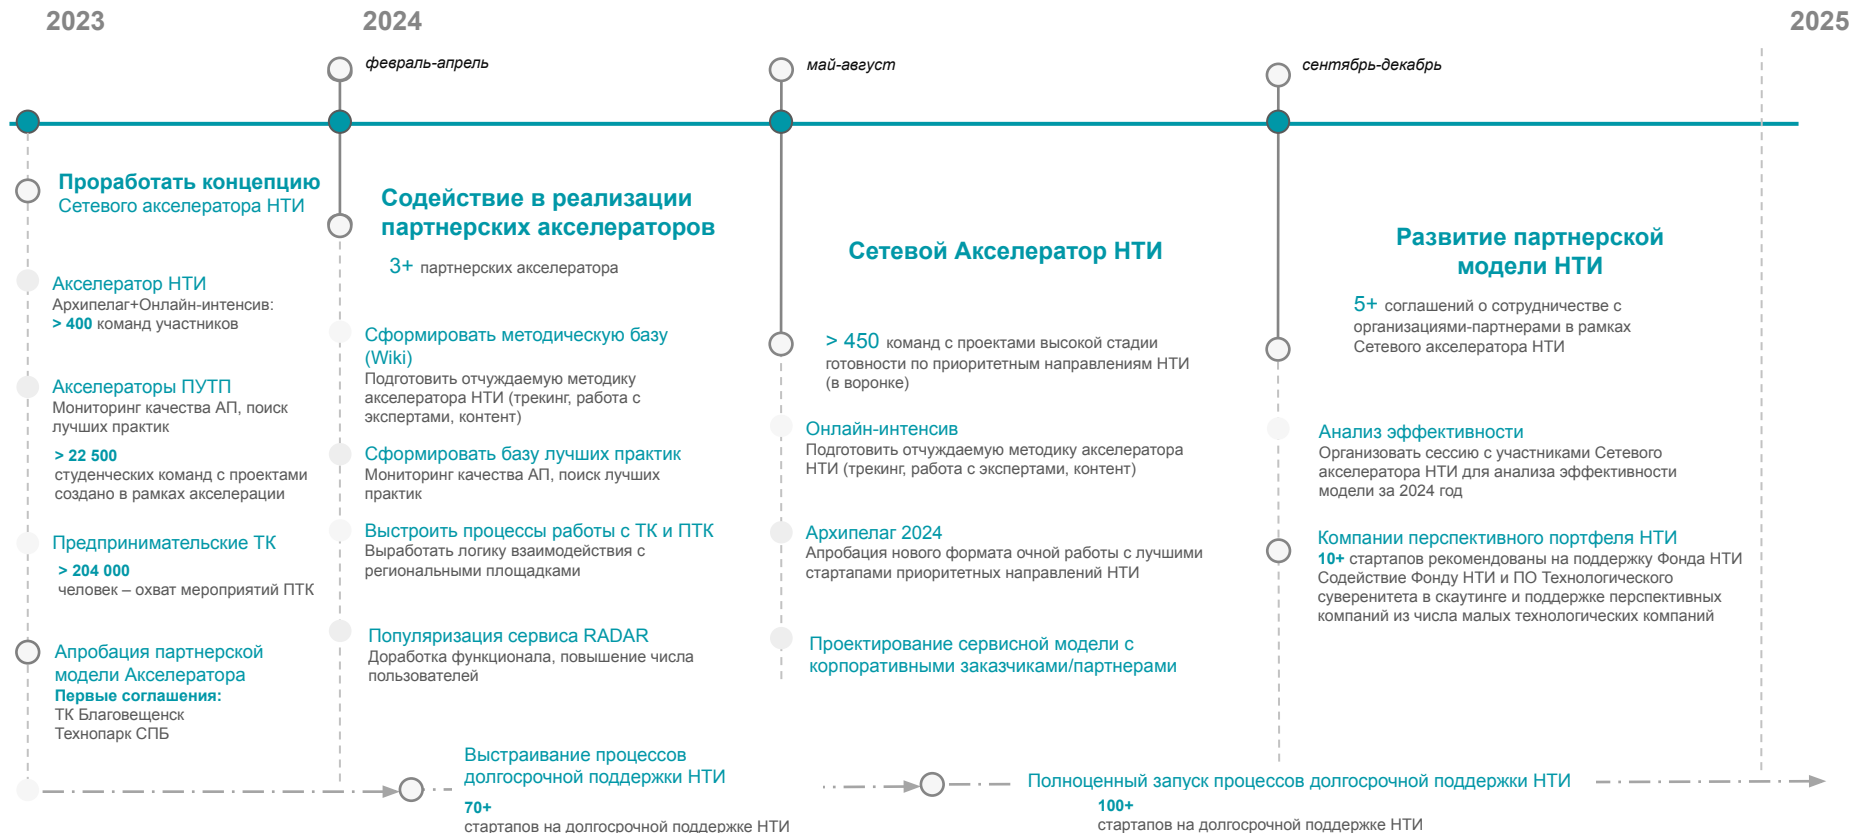 2023
2024
2025
февраль-апрель
май-август
сентябрь-декабрь
Проработать концепцию
Сетевого акселератора НТИ
Акселератор НТИ
Архипелаг+Онлайн-интенсив:
> 400 команд участников
Акселераторы ПУТП
Мониторинг качества АП, поиск
лучших практик
> 22 500
студенческих команд с проектами
создано в рамках акселерации
Предпринимательские ТК
> 204 000
человек – охват мероприятий ПТК
Апробация партнерской
модели Акселератора
Первые соглашения:
ТК Благовещенск
Технопарк СПБ
Содействие в реализации
партнерских акселераторов
3+ партнерских акселератора
Сформировать методическую базу
(Wiki)
Подготовить отчуждаемую методику
акселератора НТИ (трекинг, работа с
экспертами, контент)
Сформировать базу лучших практик
Мониторинг качества АП, поиск лучших
практик
Выстроить процессы работы с ТК и ПТК
Выработать логику взаимодействия с
региональными площадками
Популяризация сервиса RADAR
Доработка функционала, повышение числа
пользователей
Сетевой Акселератор НТИ
> 450 команд с проектами высокой стадии
готовности по приоритетным направлениям НТИ
(в воронке)
Онлайн-интенсив
Подготовить отчуждаемую методику акселератора
НТИ (трекинг, работа с экспертами, контент)
Архипелаг 2024
Апробация нового формата очной работы с лучшими
стартапами приоритетных направлений НТИ
Проектирование сервисной модели с
корпоративными заказчиками/партнерами
Развитие партнерской
модели НТИ
5+ соглашений о сотрудничестве с
организациями-партнерами в рамках
Сетевого акселератора НТИ
Анализ эффективности
Организовать сессию с участниками Сетевого
акселератора НТИ для анализа эффективности
модели за 2024 год
Компании перспективного портфеля НТИ
10+ стартапов рекомендованы на поддержку Фонда НТИ
Содействие Фонду НТИ и ПО Технологического
суверенитета в скаутинге и поддержке перспективных
компаний из числа малых технологических компаний
Выстраивание процессов
долгосрочной поддержки НТИ
70+
стартапов на долгосрочной поддержке НТИ
Полноценный запуск процессов долгосрочной поддержки НТИ
100+
стартапов на долгосрочной поддержке НТИ